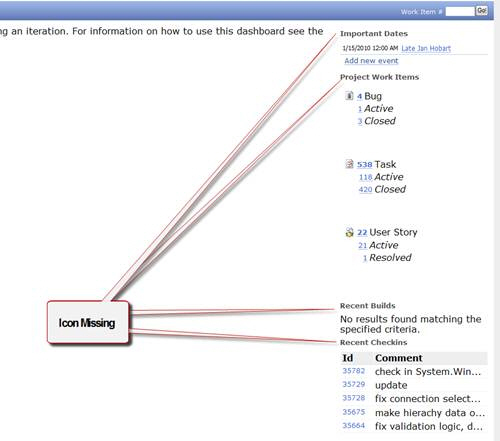 Work Item # Go!
ng an iteration. For information on how to use this dashboard see the
Important Dates
1/15/2010 12:00 AM Late Jan Hobart
Add new event
Project Work Items
4 Bug
1 Active
3 Closed
538 Task
118 Active
420 Closed
22 User Story
21 Active
1 Resolved
Icon Missing
Recent Builds
No results found matching the
specified criteria.
Recent Checkins
Id Comment
35782 check in System.Win...
35729 update
35728 fix connection select...
35675 make hierachy data o...
35664 fix validation logic, d...